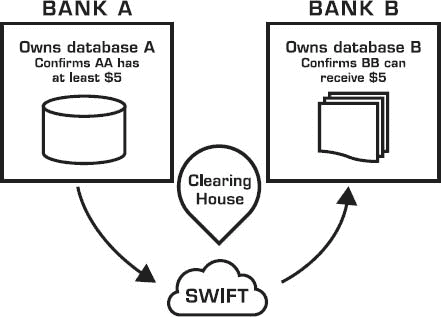 BANK A
Owns database A
Confirms AA has
at least $5
BANK B
Owns database B
Confirms BB can
receive $5
Clearing
House
SWIFT